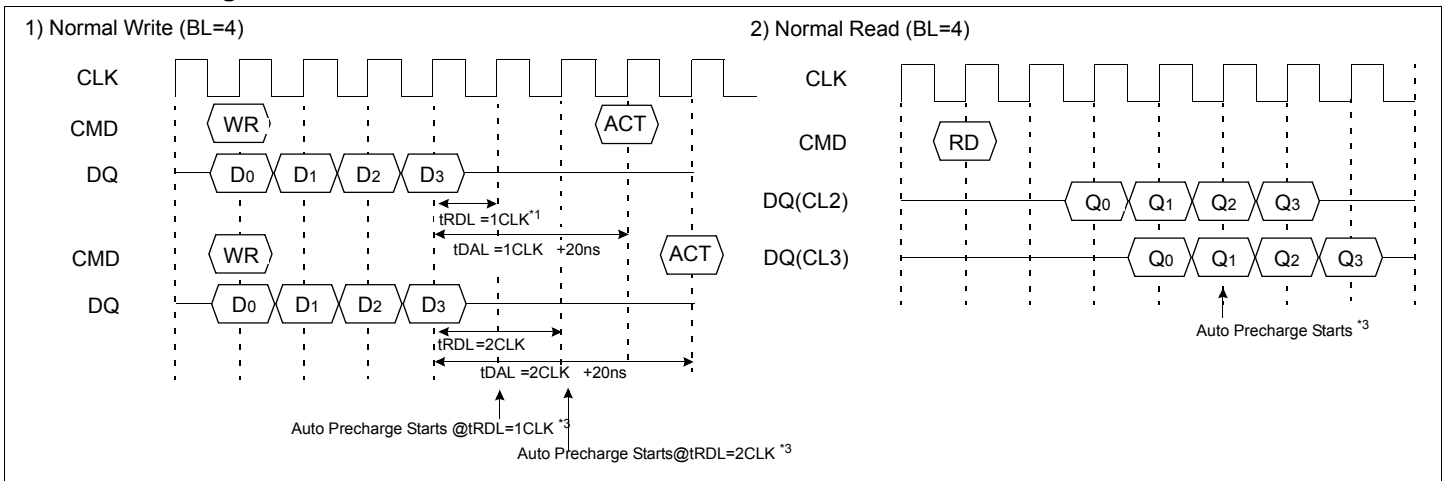 1) Normal Write (BL=4)
CLK
CMD WR ACT
DQ D0 D1 D2 D3
tRDL =1CLK*1
tDAL =1CLK +20ns
CMD WR ACT
DQ D0 D1 D2 D3
tRDL =2CLK
tDAL =2CLK +20ns
Auto Precharge Starts @tRDL=1CLK *3
Auto Precharge Starts@tRDL=2CLK *3
2) Normal Read (BL=4)
CLK
CMD RD
DQ(CL2) Q0 Q1 Q2 Q3
DQ(CL3) Q0 Q1 Q2 Q3
Auto Precharge Starts *3